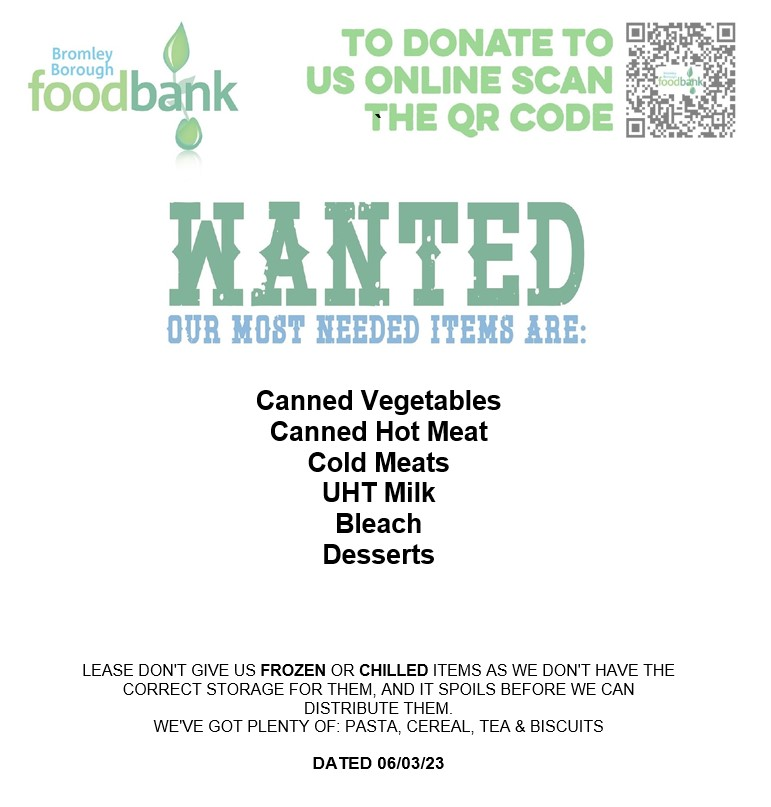 Bromley
Borough
foodbank
TO DONATE TO
US ONLINE SCAN
THE QR CODE
Bromley
Borough
foodbank
WANTED
OUR MOST NEEDED ITEMS ARE:
Canned Vegetables
Canned Hot Meat
Cold Meats
UHT Milk
Bleach
Desserts
LEASE DON'T GIVE US FROZEN OR CHILLED ITEMS AS WE DON'T HAVE THE
CORRECT STORAGE FOR THEM, AND IT SPOILS BEFORE WE CAN
DISTRIBUTE THEM.
WE'VE GOT PLENTY OF: PASTA, CEREAL, TEA & BISCUITS
DATED 06/03/23